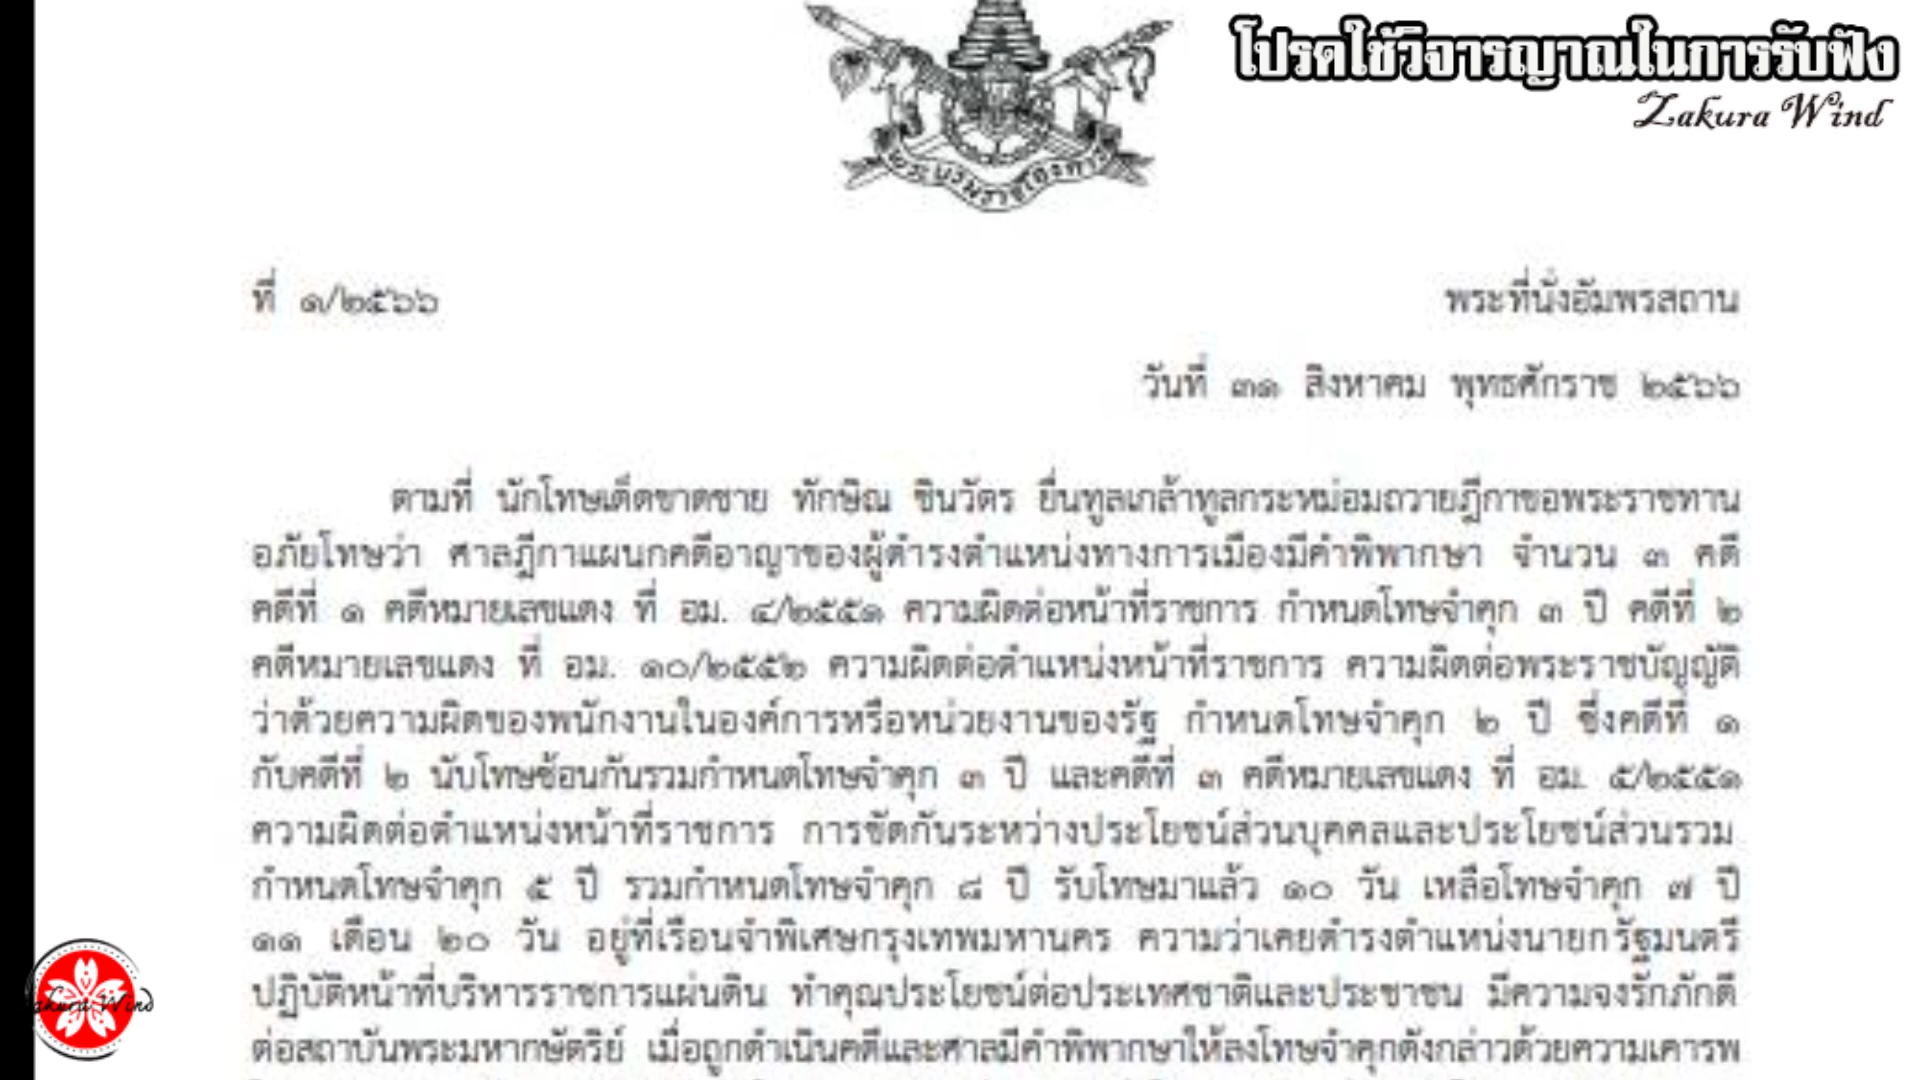 โปรดใช้วิจารญาณในการรับฟัง
Zakura Wind
พระบรมราชโองการ
ที่ ๑/๒๕๖๖
พระที่นั่งอัมพรสถาน
วันที่ ๓๑ สิงหาคม พุทธศักราช ๒๕๖๖
ตามที่ นักโทษเด็ดขาดชาย ทักษิณ ชินวัตร ยื่นทูลเกล้าทูลกระหม่อมถวายฎีกาขอพระราชทาน
อภัยโทษว่า ศาลฎีกาแผนกคดีอาญาของผู้ดำรงตำแหน่งทางการเมืองมีคำพิพากษา จำนวน ๓ คดี
คดีที่ ๑ คดีหมายเลขแดง ที่ อม. ๔/๒๕๕๑ ความผิดต่อหน้าที่ราชการ กำหนดโทษจำคุก ๓ ปี คดีที่ ๒
คดีหมายเลขแดง ที่ อม. ๑๐/๒๕๕๒ ความผิดต่อตำแหน่งหน้าที่ราชการ ความผิดต่อพระราชบัญญัติ
ว่าด้วยความผิดของพนักงานในองค์การหรือหน่วยงานของรัฐ กำหนดโทษจำคุก ๒ ปี ซึ่งคดีที่ ๑
กับคดีที่ ๒ นับโทษซ้อนกันรวมกำหนดโทษจำคุก ๓ ปี และคดีที่ ๓ คดีหมายเลขแดง ที่ อม. ๕/๒๕๕๑
ความผิดต่อตำแหน่งหน้าที่ราชการ การขัดกันระหว่างประโยชน์ส่วนบุคคลและประโยชน์ส่วนรวม
กำหนดโทษจำคุก ๕ ปี รวมกำหนดโทษจำคุก ๘ ปี รับโทษมาแล้ว ๑๐ วัน เหลือโทษจำคุก ๗ ปี
๑๑ เดือน ๒๐ วัน อยู่ที่เรือนจำพิเศษกรุงเทพมหานคร ความว่าเคยดำรงตำแหน่งนายกรัฐมนตรี
ปฏิบัติหน้าที่บริหารราชการแผ่นดิน ทำคุณประโยชน์ต่อประเทศชาติและประชาชน มีความจงรักภักดี
ต่อสถาบันพระมหากษัตริย์ เมื่อถูกดำเนินคดีและศาลมีคำพิพากษาให้ลงโทษจำคุกดังกล่าวด้วยความเคารพ
Zakura Wind